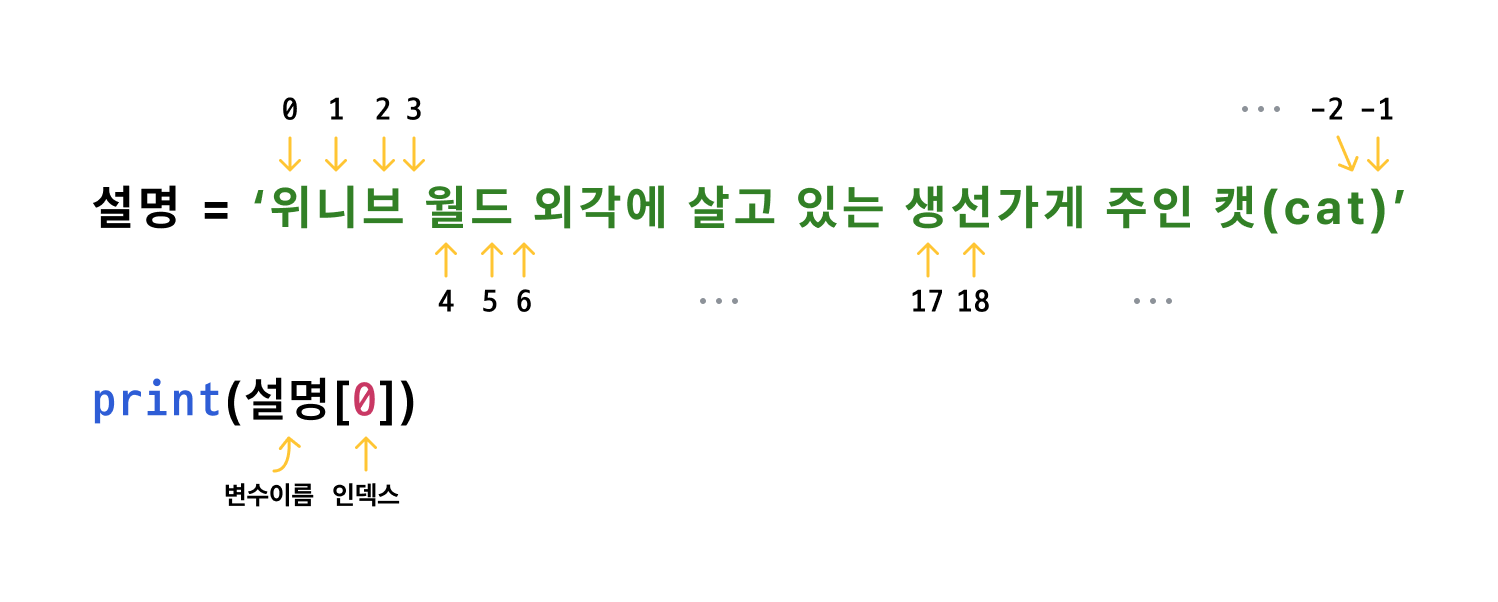 0 1 2 3 ··· -2 -1
설명 = ‘위니브 월드 외각에 살고 있는 생선가게 주인 캣(cat)’
4 5 6 ··· 17 18 ···
print(설명[0])
변수이름 인덱스